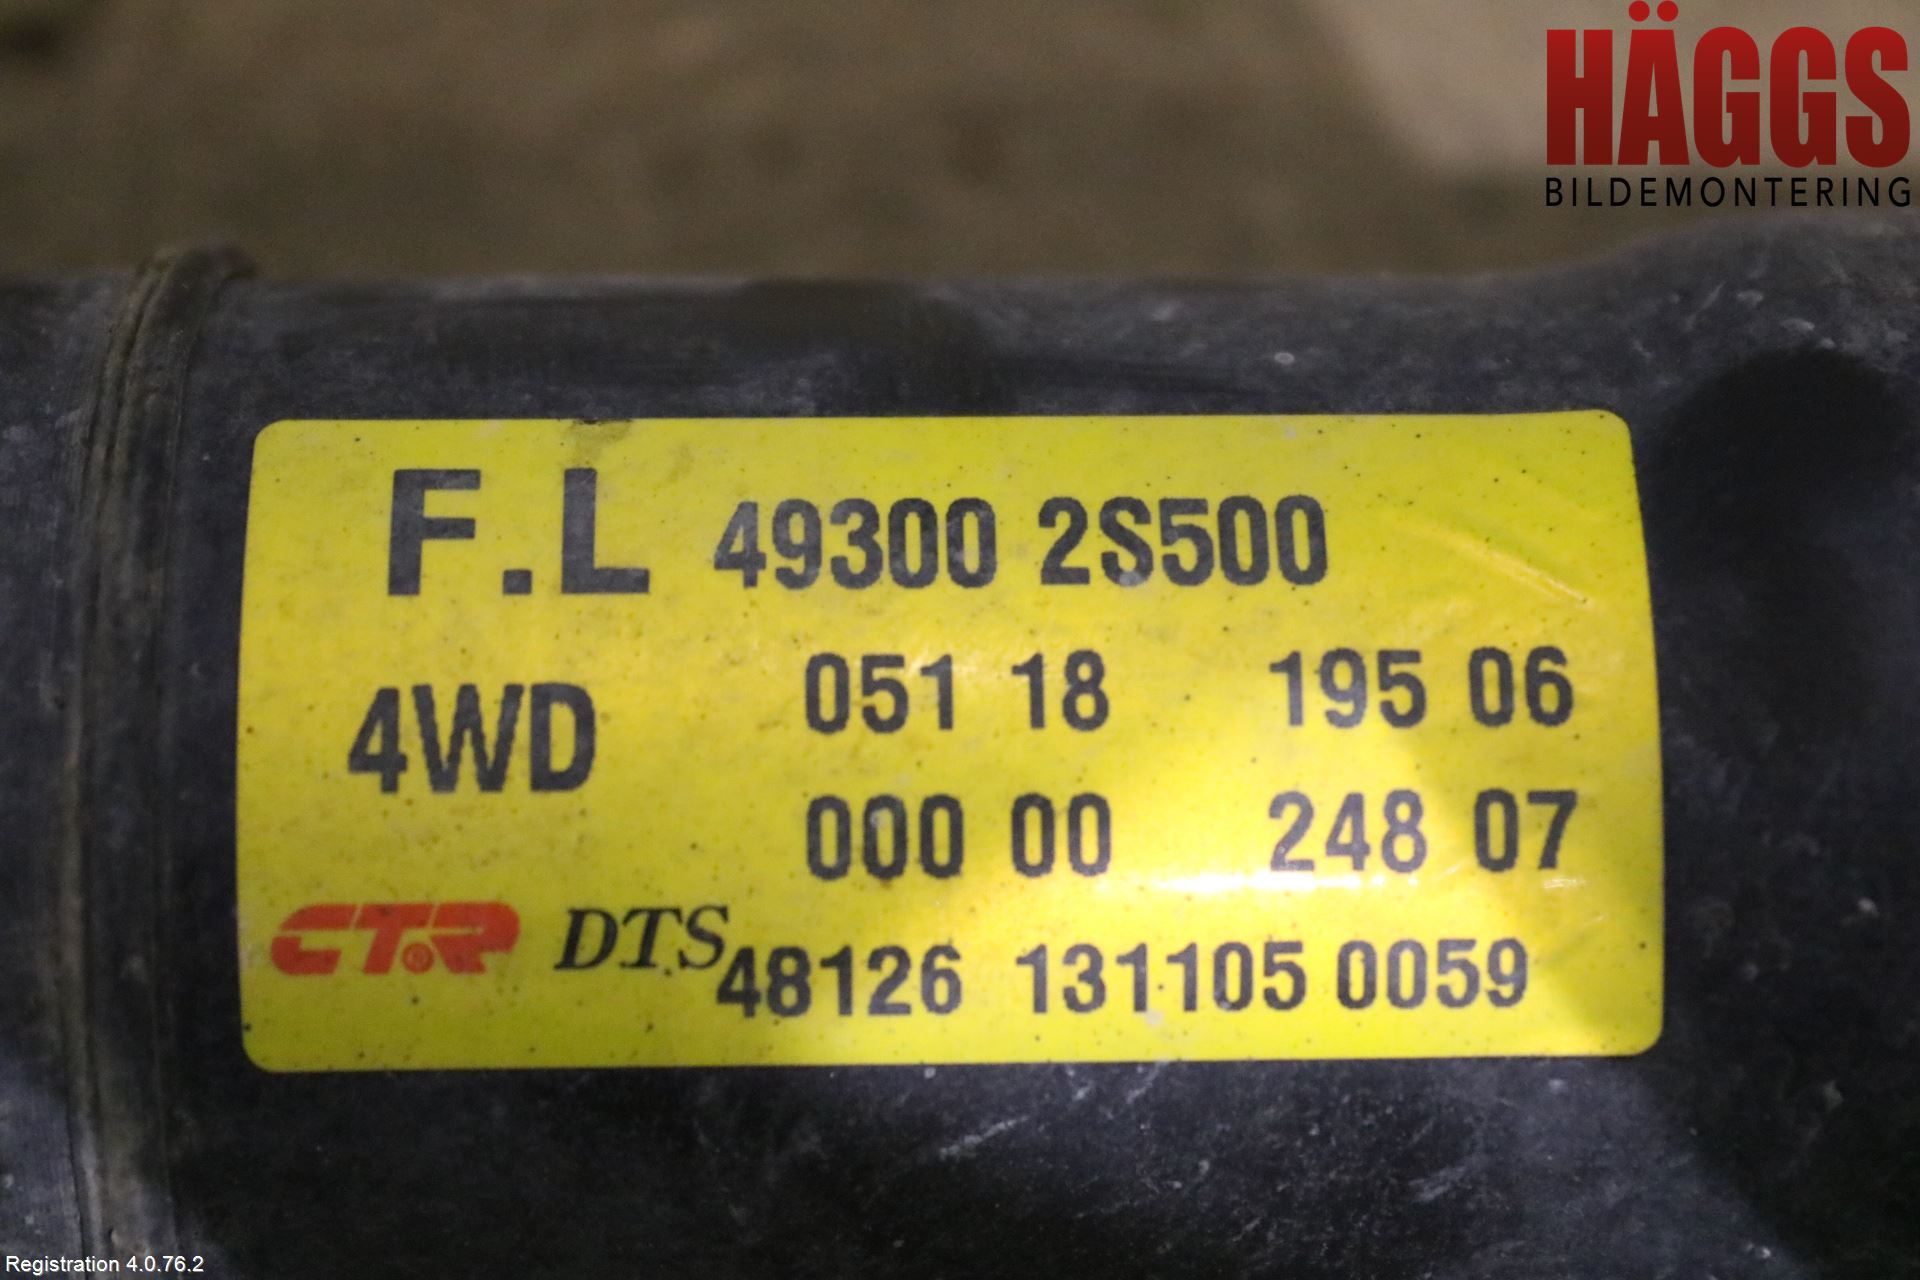 HÄGGS
BILDEMONTERING
F.L 49300 2S500
4WD 051 18 195 06
000 00 248 07
CTR® DTS 48126 131105 0059
Registration 4.0.76.2